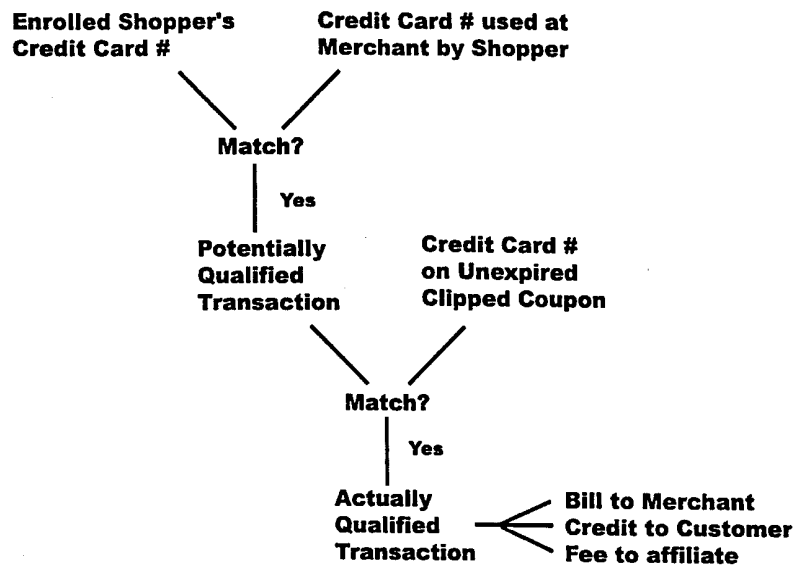 Enrolled Shopper's
Credit Card #
Credit Card # used at
Merchant by Shopper
Match?
Yes
Potentially
Qualified
Transaction
Credit Card #
on Unexpired
Clipped Coupon
Match?
Yes
Actually
Qualified
Transaction
Bill to Merchant
Credit to Customer
Fee to affiliate